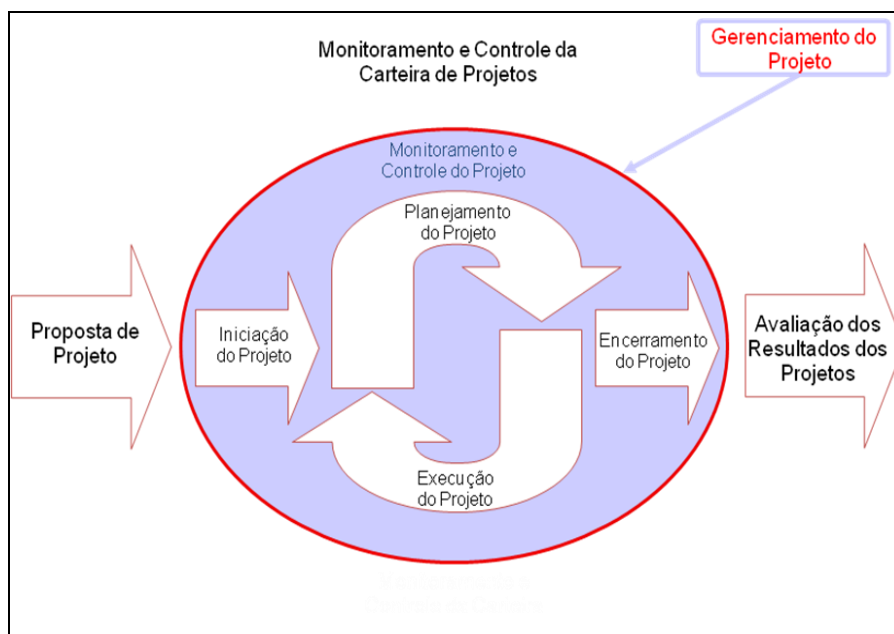 Monitoramento e Controle da
Carteira de Projetos
Gerenciamento do
Projeto
Monitoramento e
Controle do Projeto
Planejamento
do Projeto
Proposta de
Projeto
Iniciação
do Projeto
Encerramento
do Projeto
Avaliação dos
Resultados dos
Projetos
Execução
do Projeto